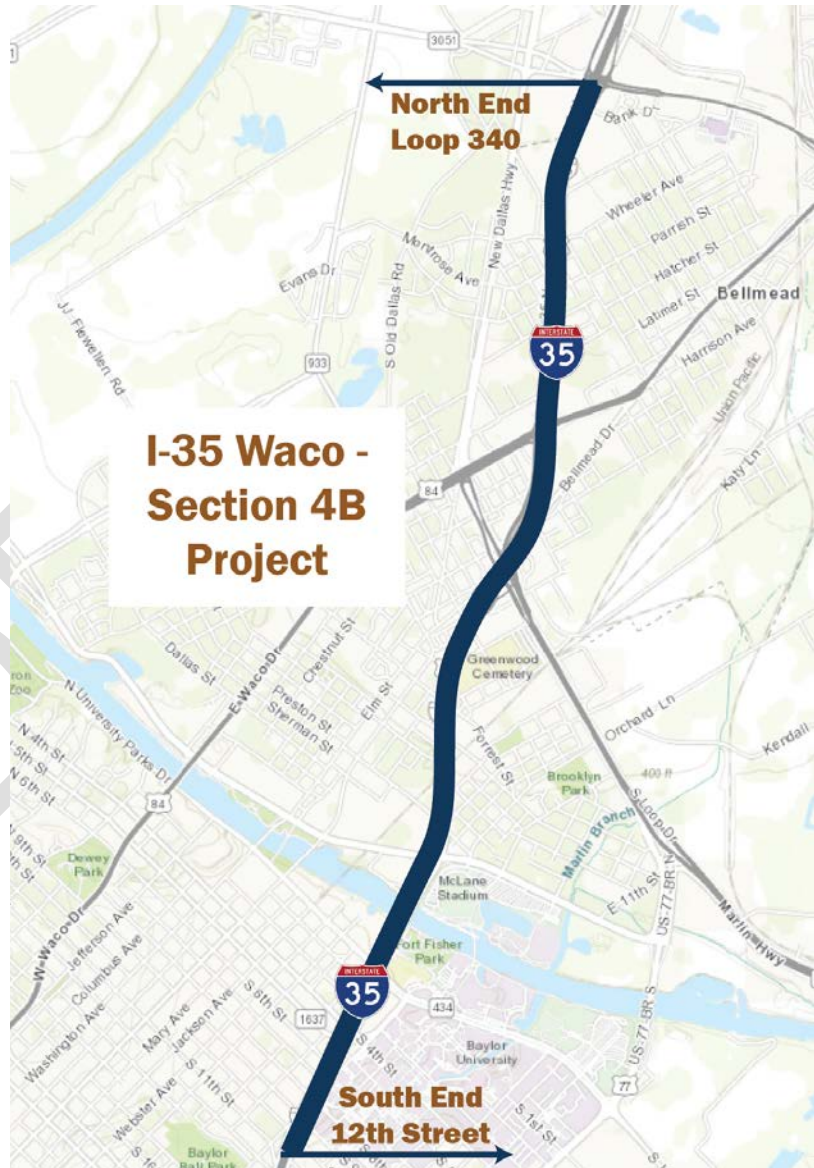 3051
North End
Loop 340
Bank D
New Dallas Hwy
Wheeler Ave
Parrish St
Hatcher St
Montrose Ave
Evans Dr
Latimer St
Bellmead
S Old Dallas Rd
JJ Flewellen Rd
Harrison Ave
INTERSTATE
35
933
Union Pacific
I-35 Waco -
Section 4B
Project
84
Bellmead Dr
Katy Ln
Chestnut St
Dallas St
E-Waco-Dr
Elm St
Preston St
Sherman St
Greenwood
Cemetery
Orchard Ln
Kendall
Forrest St
Zoo
N University Parks Dr
N 4th St
N 6th St
84
Brooklyn
Park
400 ft
Marlin Branch
S Loop Dr
Dewey
Park
McLane
Stadium
E 11th St
US-77-BR N
Marlin Hwy
W-Waco-Dr
Jefferson Ave
Columbus Ave
Washington Ave
Fort Fisher
Park
INTERSTATE
35
434
Mary Ave
Jackson Ave
1637
Baylor
University
US-77-BR S
77
S 4th St
S 11th St
Webster Ave
South End
12th Street
S 1st St
Baylor
Ball Park